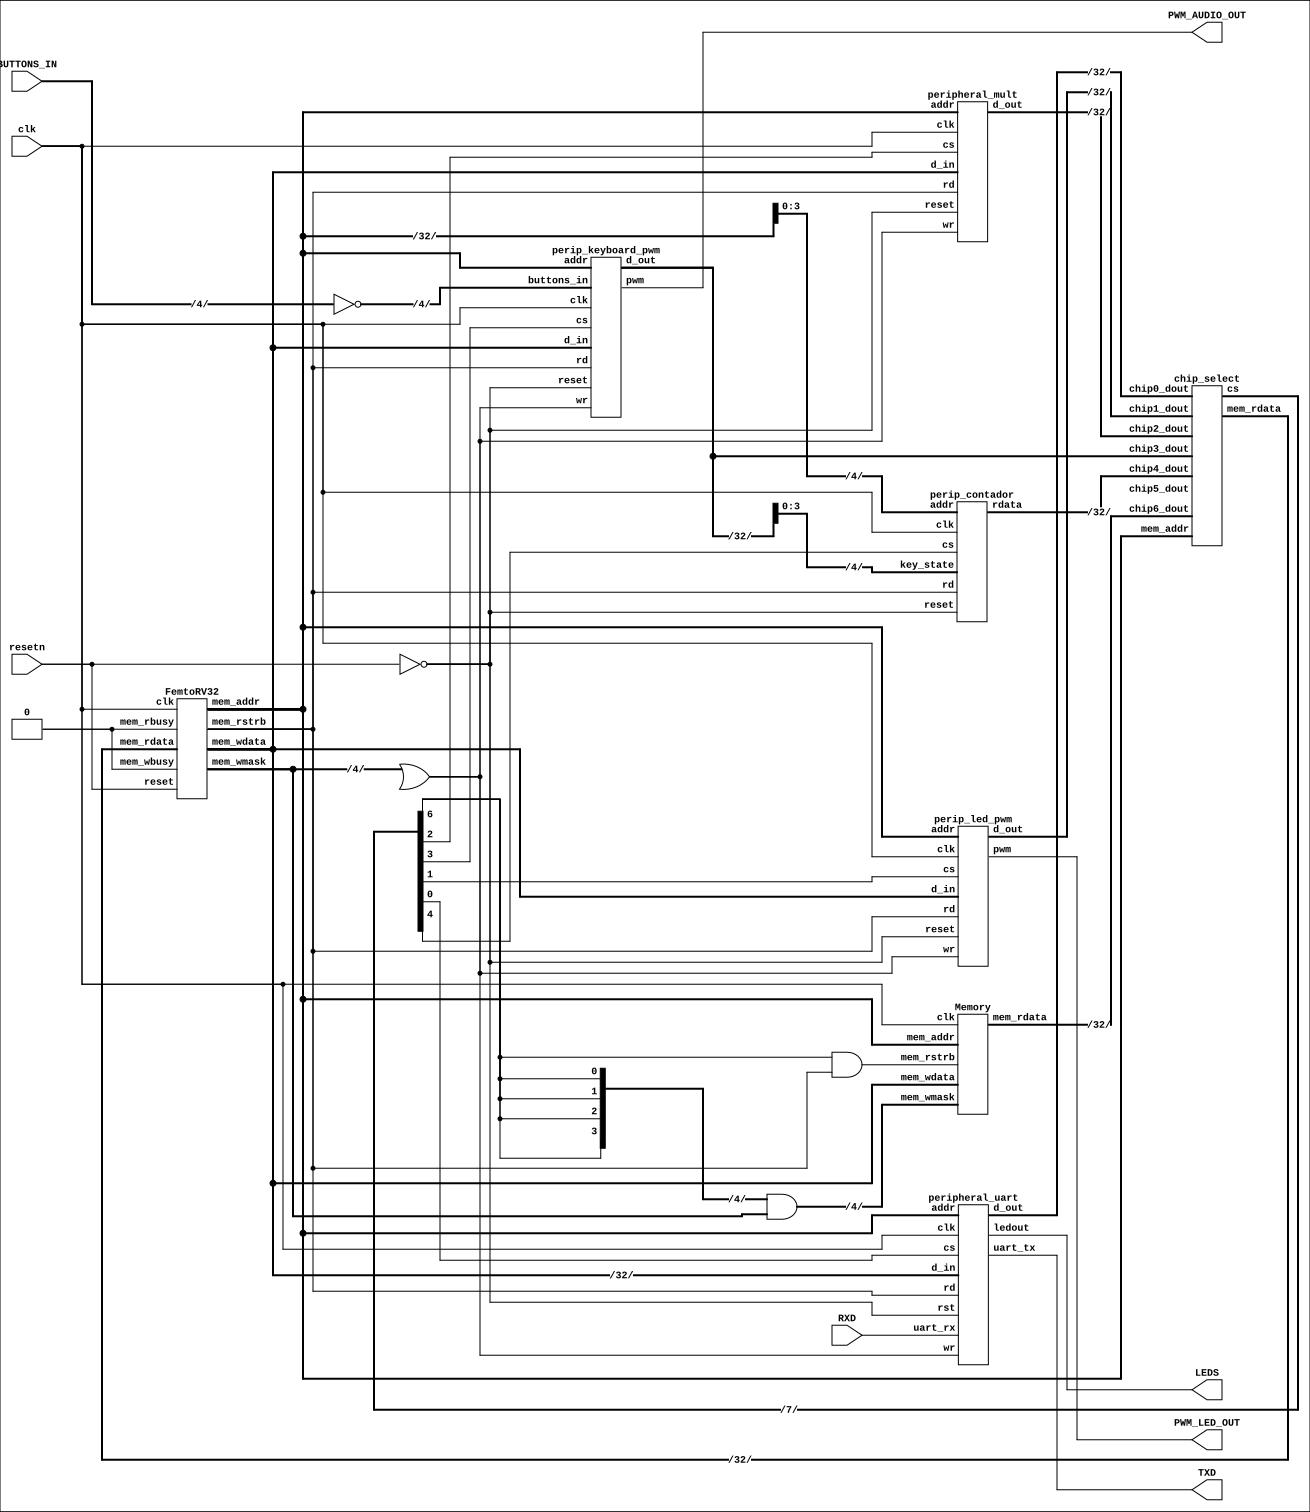 PWM_AUDIO_OUT
BUTTONS_IN
clk
/32/
/32/
peripheral_mult
addr
d_out
/32/
clk
cs
d_in
rd
0:3
reset
wr
/32/
perip_keyboard_pwm
addr
d_out
buttons_in
pwm
/4/
/4/
clk
cs
d_in
rd
reset
wr
chip_select
chip0_dout
cs
chip1_dout
mem_rdata
chip2_dout
chip3_dout
chip4_dout
/4/
chip5_dout
perip_contador
addr
rdata
/32/
chip6_dout
0:3
clk
mem_addr
/32/
cs
/4/
key_state
rd
reset
resetn
FemtoRV32
clk
mem_addr
0
mem_rbusy
mem_rstrb
mem_rdata
mem_wdata
mem_wbusy
mem_wmask
/4/
reset
6
2
3
1
0
4
perip_led_pwm
addr
d_out
clk
pwm
cs
d_in
rd
reset
wr
Memory
clk
mem_rdata
/32/
mem_addr
mem_rstrb
mem_wdata
mem_wmask
0
1
2
3
/4/
/4/
peripheral_uart
addr
d_out
clk
ledout
cs
uart_tx
/32/
d_in
rd
rst
RXD
uart_rx
wr
LEDS
/7/
PWM_LED_OUT
/32/
TXD